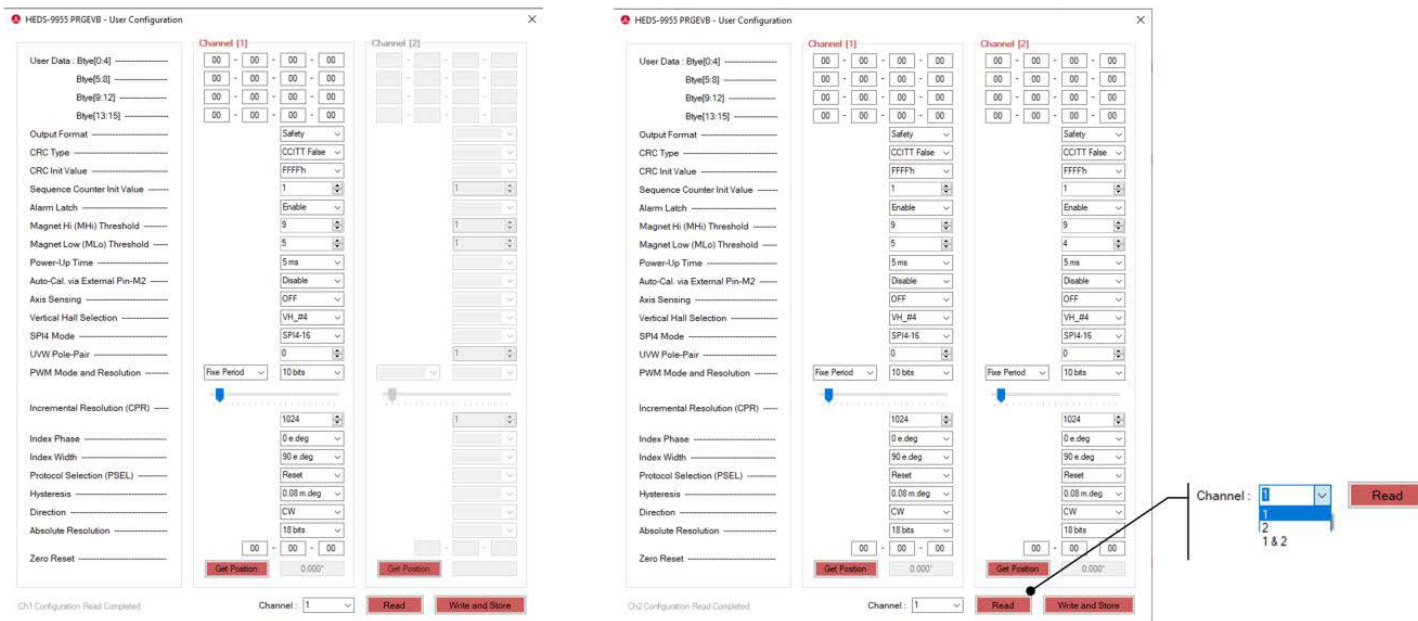 HEDS-9955 PRGEVB - User Configuration
Channel [1] Channel [2]
User Data : Btye[0:4] 00 - 00 - 00 - 00
Btye[5:8] 00 - 00 - 00 - 00
Btye[9:12] 00 - 00 - 00 - 00
Btye[13:15] 00 - 00 - 00 - 00
Output Format Safety
CRC Type CCITT False
CRC Init Value FFFFh
Sequence Counter Init Value 1 1
Alarm Latch Enable
Magnet Hi (MHi) Threshold 9 1
Magnet Low (MLo) Threshold 5 1
Power-Up Time 5 ms
Auto-Cal. via External Pin-M2 Disable
Axis Sensing OFF
Vertical Hall Selection VH_#4
SPI4 Mode SPI4-16
UVW Pole-Pair 0 1
PWM Mode and Resolution Fixe Period 10 bits
Incremental Resolution (CPR)
1024 1
Index Phase 0 e.deg
Index Width 90 e.deg
Protocol Selection (PSEL) Reset
Hysteresis 0.08 m.deg
Direction CW
Absolute Resolution 18 bits
00 - 00 - 00
Zero Reset
Get Postion 0.000° Get Postion
Ch1 Configuration Read Completed Channel : 1 Read Write and Store
HEDS-9955 PRGEVB - User Configuration
Channel [1] Channel [2]
User Data : Btye[0:4] 00 - 00 - 00 - 00 00 - 00 - 00 - 00
Btye[5:8] 00 - 00 - 00 - 00 00 - 00 - 00 - 00
Btye[9:12] 00 - 00 - 00 - 00 00 - 00 - 00 - 00
Btye[13:15] 00 - 00 - 00 - 00 00 - 00 - 00 - 00
Output Format Safety Safety
CRC Type CCITT False CCITT False
CRC Init Value FFFFh FFFFh
Sequence Counter Init Value 1 1
Alarm Latch Enable Enable
Magnet Hi (MHi) Threshold 9 9
Magnet Low (MLo) Threshold 5 4
Power-Up Time 5 ms 5 ms
Auto-Cal. via External Pin-M2 Disable Disable
Axis Sensing OFF OFF
Vertical Hall Selection VH_#4 VH_#4
SPI4 Mode SPI4-16 SPI4-16
UVW Pole-Pair 0 0
PWM Mode and Resolution Fixe Period 10 bits Fixe Period 10 bits
Incremental Resolution (CPR)
1024 1024
Index Phase 0 e.deg 0 e.deg
Index Width 90 e.deg 90 e.deg
Protocol Selection (PSEL) Reset Reset
Hysteresis 0.08 m.deg 0.08 m.deg
Direction CW CW
Absolute Resolution 18 bits 18 bits
00 - 00 - 00 00 - 00 - 00
Zero Reset
Get Postion 0.000° Get Postion 0.000°
Ch2 Configuration Read Completed Channel : 1 Read Write and Store
Channel : 1 Read
1
2
1 & 2